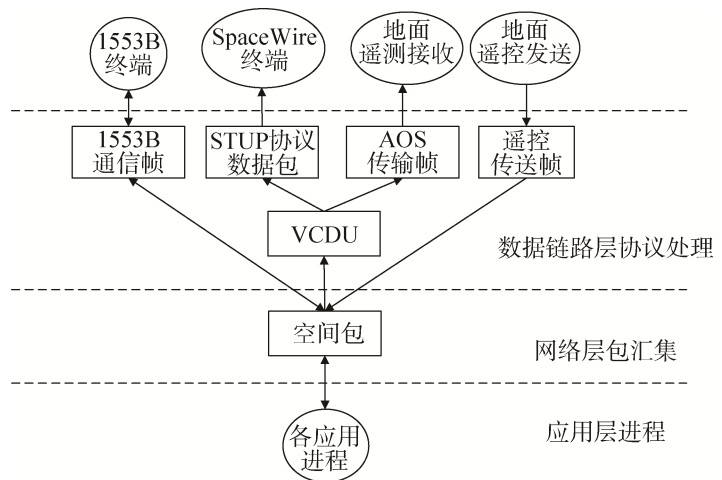 1553B
终端
SpaceWire
终端
地面
遥测接收
地面
遥控发送
1553B
通信帧
STUP协议
数据包
AOS
传输帧
遥控
传送帧
VCDU
数据链路层协议处理
空间包
网络层包汇集
各应用
进程
应用层进程